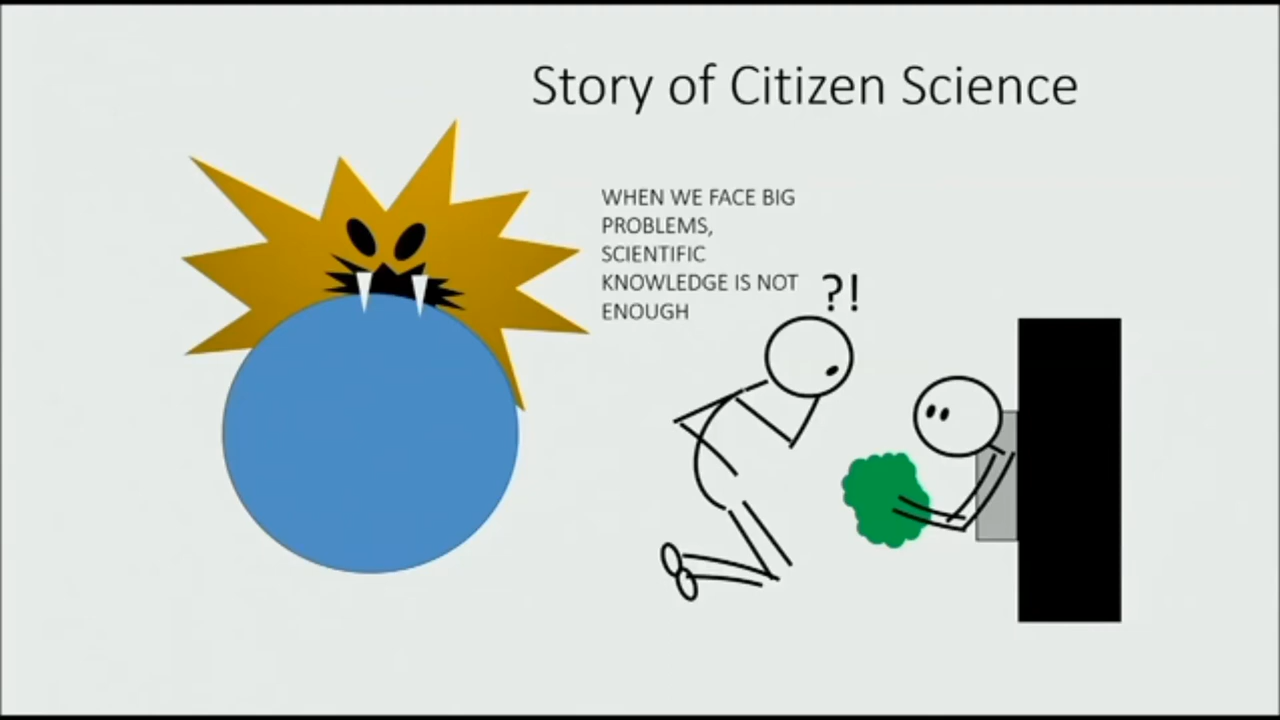 Story of Citizen Science
WHEN WE FACE BIG
PROBLEMS,
SCIENTIFIC
KNOWLEDGE IS NOT
ENOUGH
?!